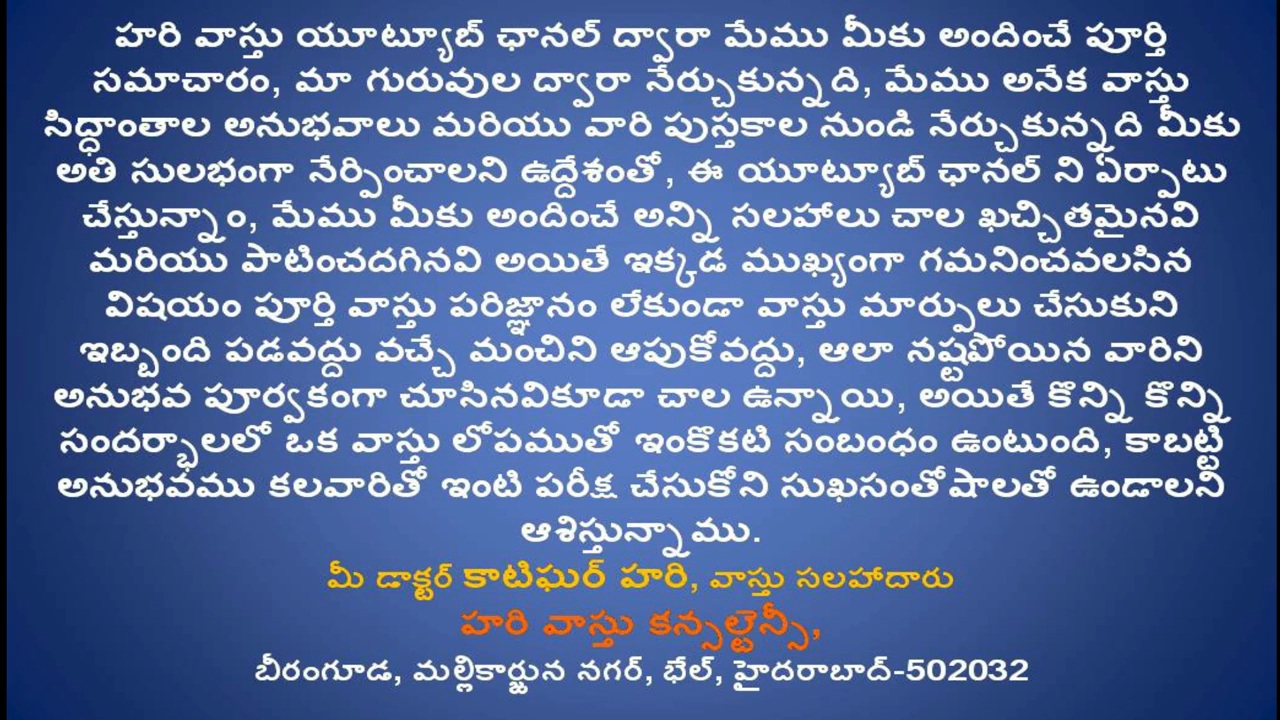 హరి వాస్తు యూట్యూబ్ ఛానల్ ద్వారా మేము మీకు అందించే పూర్తి
సమాచారం, మా గురువుల ద్వారా నేర్చుకున్నది, మేము అనేక వాస్తు
సిద్ధాంతాల అనుభవాలు మరియు వారి పుస్తకాల నుండి నేర్చుకున్నది మీకు
అతి సులభంగా నేర్పించాలని ఉద్దేశంతో, ఈ యూట్యూబ్ ఛానల్ ని ఏర్పాటు
చేస్తున్నాం, మేము మీకు అందించే అన్ని సలహాలు చాల ఖచ్చితమైనవి
మరియు పాటించదగినవి అయితే ఇక్కడ ముఖ్యంగా గమనించవలసిన
విషయం పూర్తి వాస్తు పరిజ్ఞానం లేకుండా వాస్తు మార్పులు చేసుకుని
ఇబ్బంది పడవద్దు వచ్చే మంచిని ఆపుకోవద్దు, ఆలా నష్టపోయిన వారిని
అనుభవ పూర్వకంగా చూసినవికూడా చాల ఉన్నాయి, అయితే కొన్ని కొన్ని
సందర్భాలలో ఒక వాస్తు లోపముతో ఇంకొకటి సంబంధం ఉంటుంది, కాబట్టి
అనుభవము కలవారితో ఇంటి పరీక్ష చేసుకోని సుఖసంతోషాలతో ఉండాలని
ఆశిస్తున్నాము.
మీ డాక్టర్ కాటిఘర్ హరి, వాస్తు సలహాదారు
హరి వాస్తు కన్సల్టెన్సీ,
బీరంగూడ, మల్లికార్జున నగర్, భేల్, హైదరాబాద్-502032